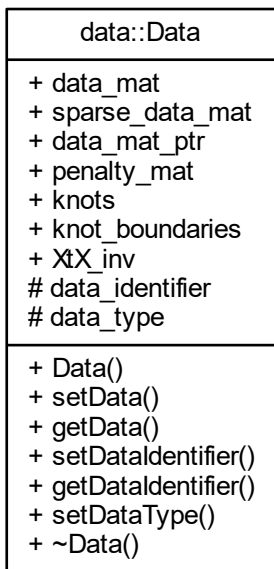 data::Data
+ data_mat
+ sparse_data_mat
+ data_mat_ptr
+ penalty_mat
+ knots
+ knot_boundaries
+ XtX_inv
# data_identifier
# data_type
+ Data()
+ setData()
+ getData()
+ setDataIdentifier()
+ getDataIdentifier()
+ setDataType()
+ ~Data()